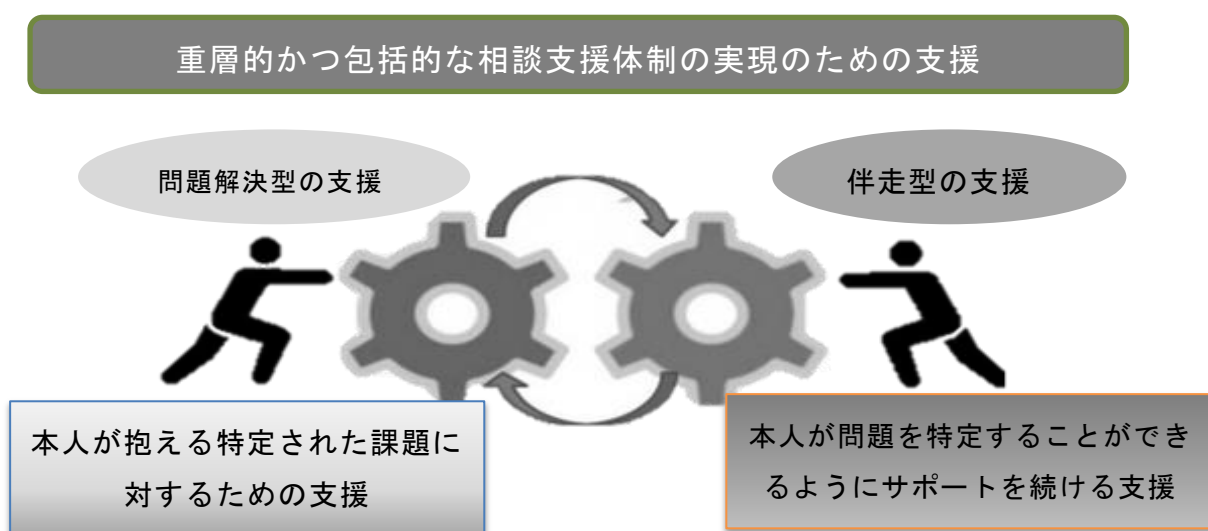 重層的かつ包括的な相談支援体制の実現のための支援
問題解決型の支援
伴走型の支援
本人が抱える特定された課題に
対するための支援
本人が問題を特定することができ
るようにサポートを続ける支援